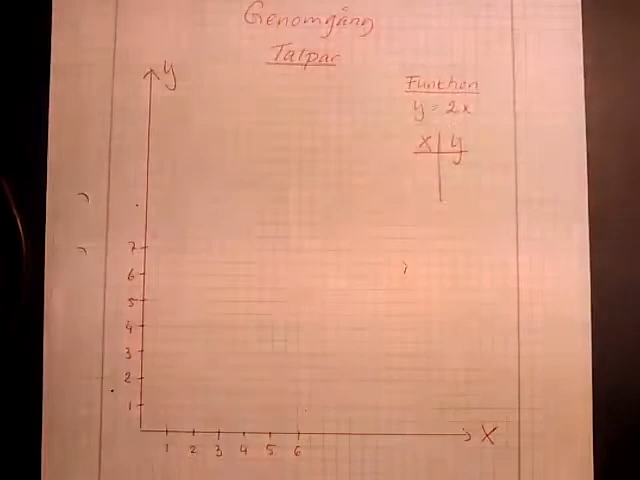 Genomgång
Talpar
y
Funktion
y = 2x
x y
7
6
5
4
3
2
1
1 2 3 4 5 6
x